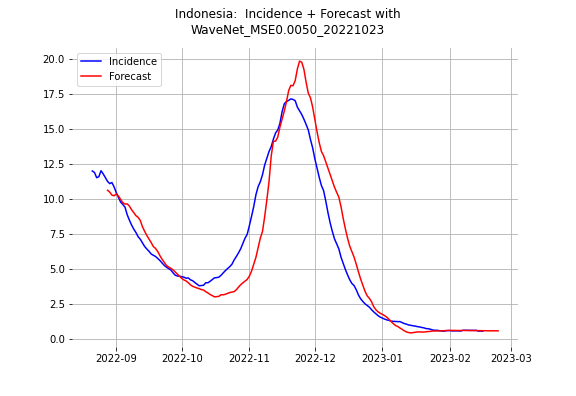 Indonesia:  Incidence + Forecast with
WaveNet_MSE0.0050_20221023
Incidence
Forecast
20.0
17.5
15.0
12.5
10.0
7.5
5.0
2.5
0.0
2022-09 2022-10 2022-11 2022-12 2023-01 2023-02 2023-03